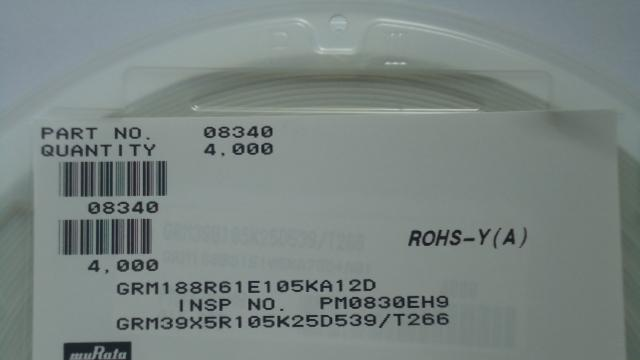 PART NO. 08340
QUANTITY 4,000
08340
ROHS-Y(A)
4,000
GRM188R61E105KA12D
INSP NO. PM0830EH9
GRM39X5R105K25D539/T266
muRata